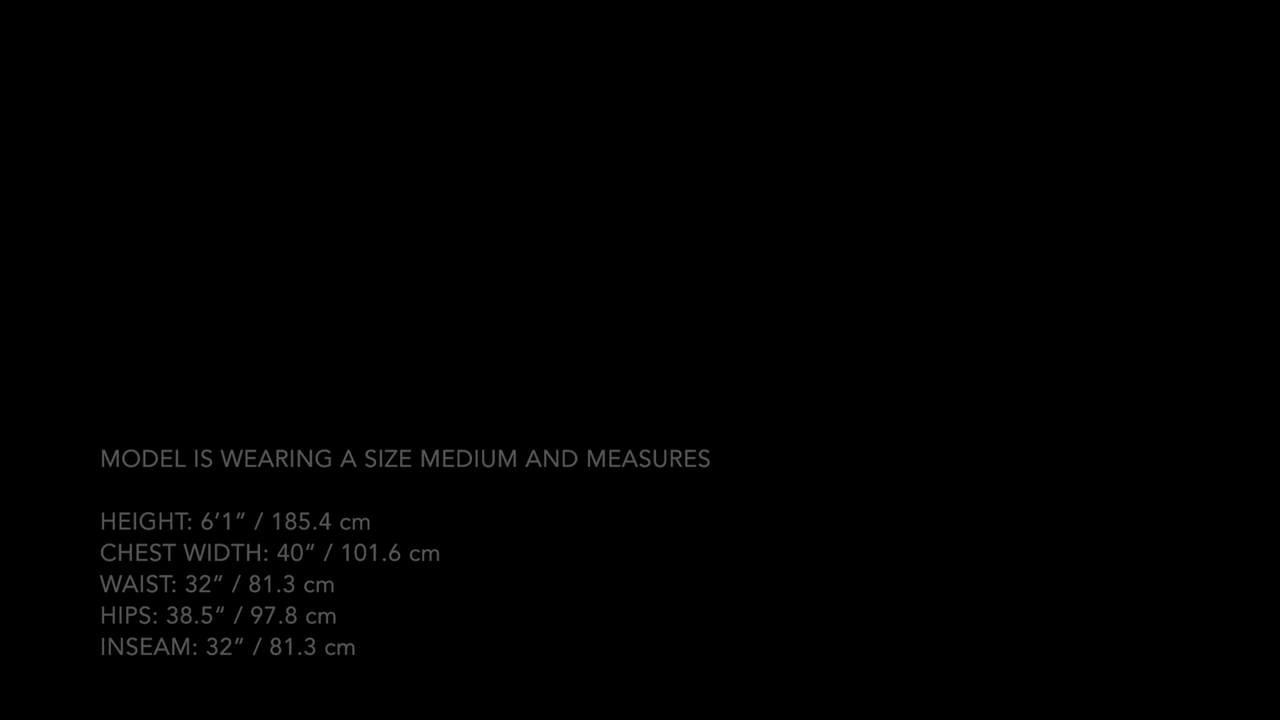 MODEL IS WEARING A SIZE MEDIUM AND MEASURES
HEIGHT: 6’1” / 185.4 cm
CHEST WIDTH: 40“ / 101.6 cm
WAIST: 32” / 81.3 cm
HIPS: 38.5“ / 97.8 cm
INSEAM: 32” / 81.3 cm